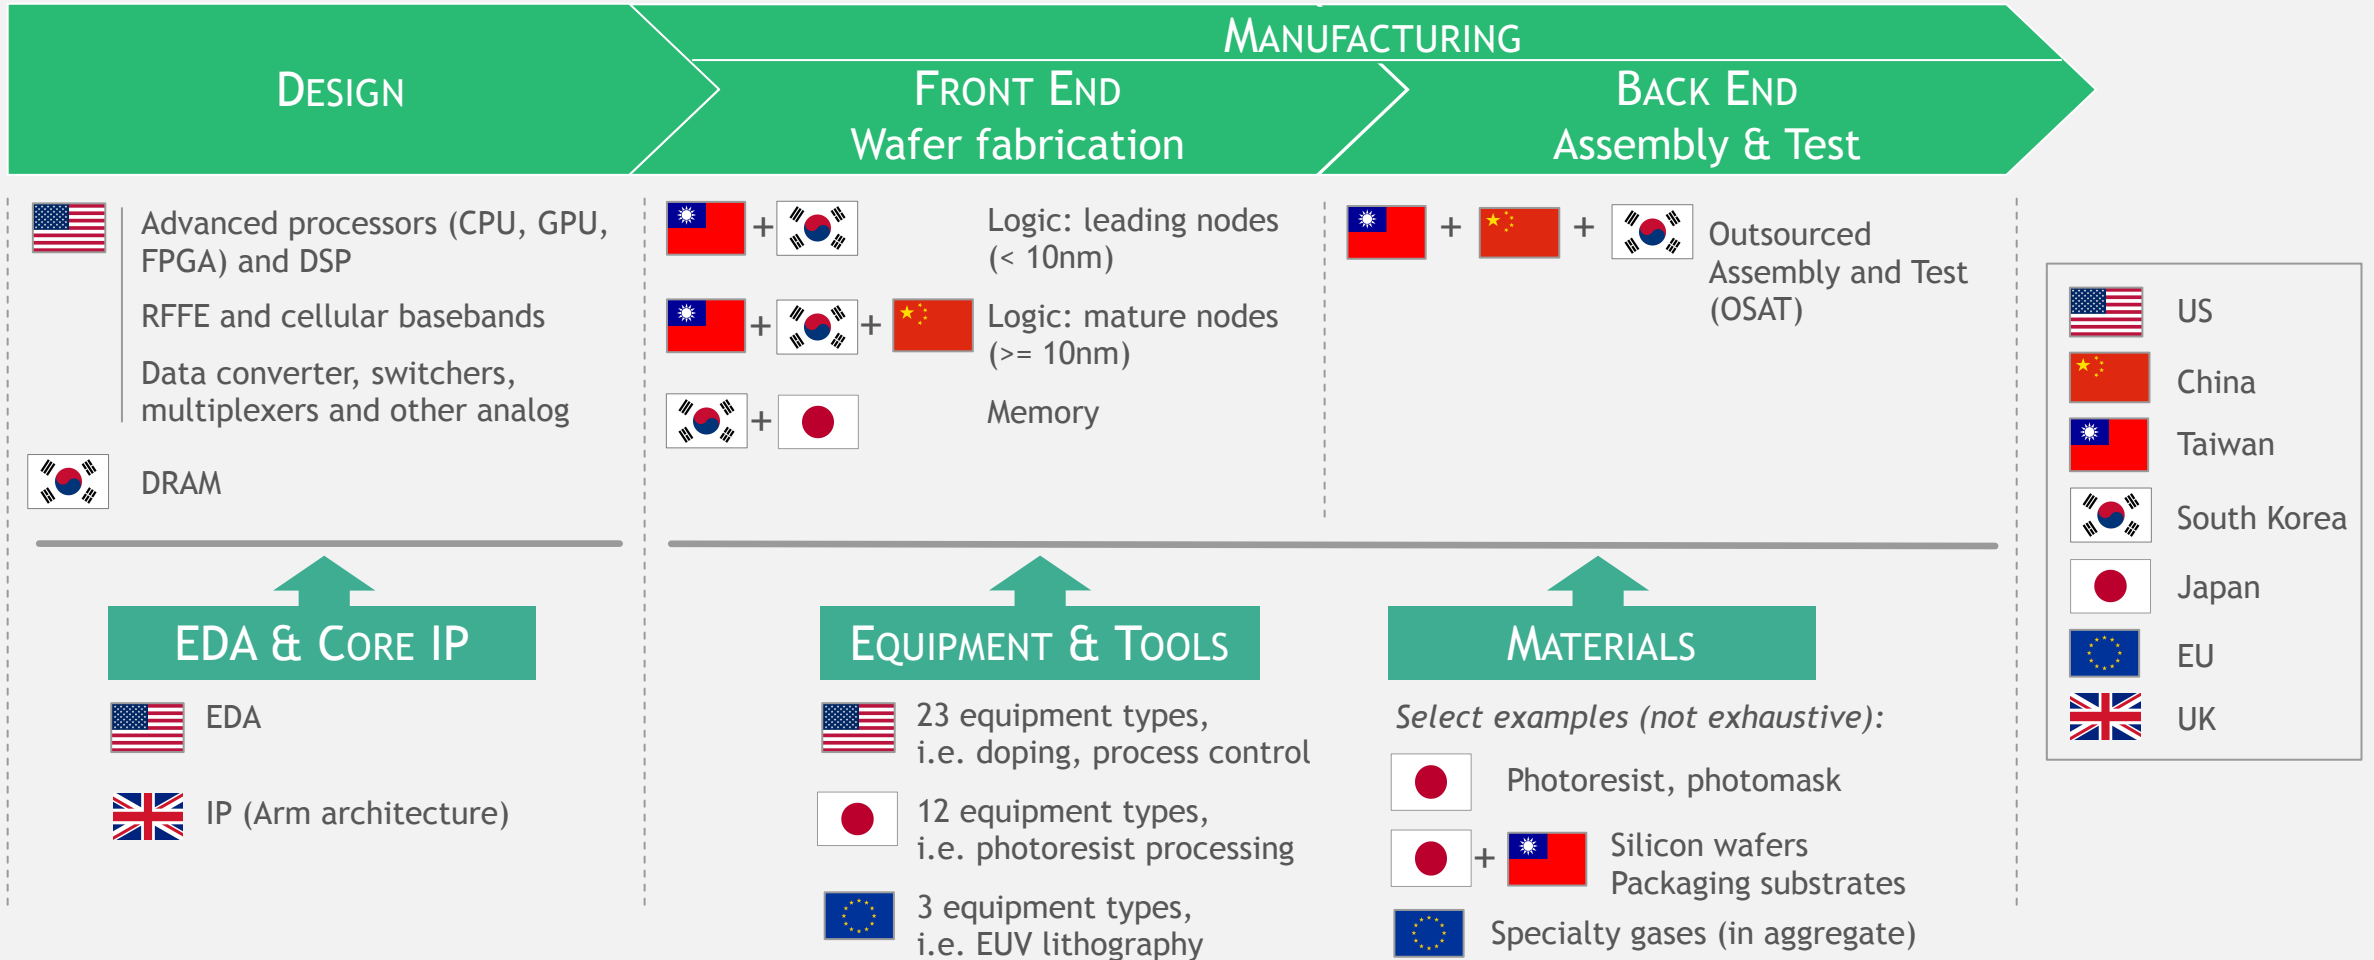 DESIGN
MANUFACTURING
FRONT END
Wafer fabrication
BACK END
Assembly & Test
Advanced processors (CPU, GPU,
FPGA) and DSP
RFFE and cellular basebands
Data converter, switchers,
multiplexers and other analog
DRAM
+
Logic: leading nodes
(< 10nm)
+ +
Logic: mature nodes
(>= 10nm)
+
Memory
+ +
Outsourced
Assembly and Test
(OSAT)
EDA & CORE IP
EDA
IP (Arm architecture)
EQUIPMENT & TOOLS
23 equipment types,
i.e. doping, process control
12 equipment types,
i.e. photoresist processing
3 equipment types,
i.e. EUV lithography
MATERIALS
Select examples (not exhaustive):
Photoresist, photomask
+
Silicon wafers
Packaging substrates
Specialty gases (in aggregate)
US
China
Taiwan
South Korea
Japan
EU
UK